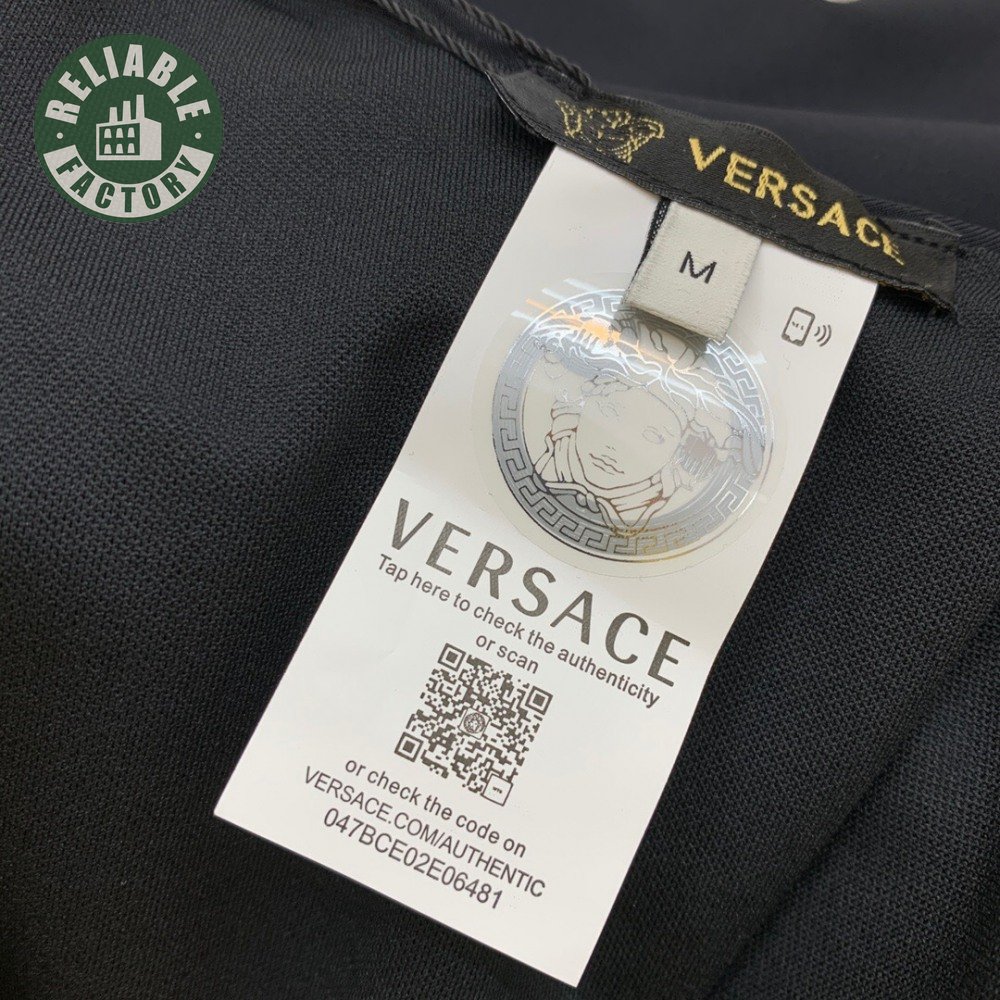 RELIABLE
FACTORY
VERSACE
M
VERSACE
Tap here to check the authenticity
or scan
or check the code on
VERSACE.COM/AUTHENTIC
047BCE02E06481